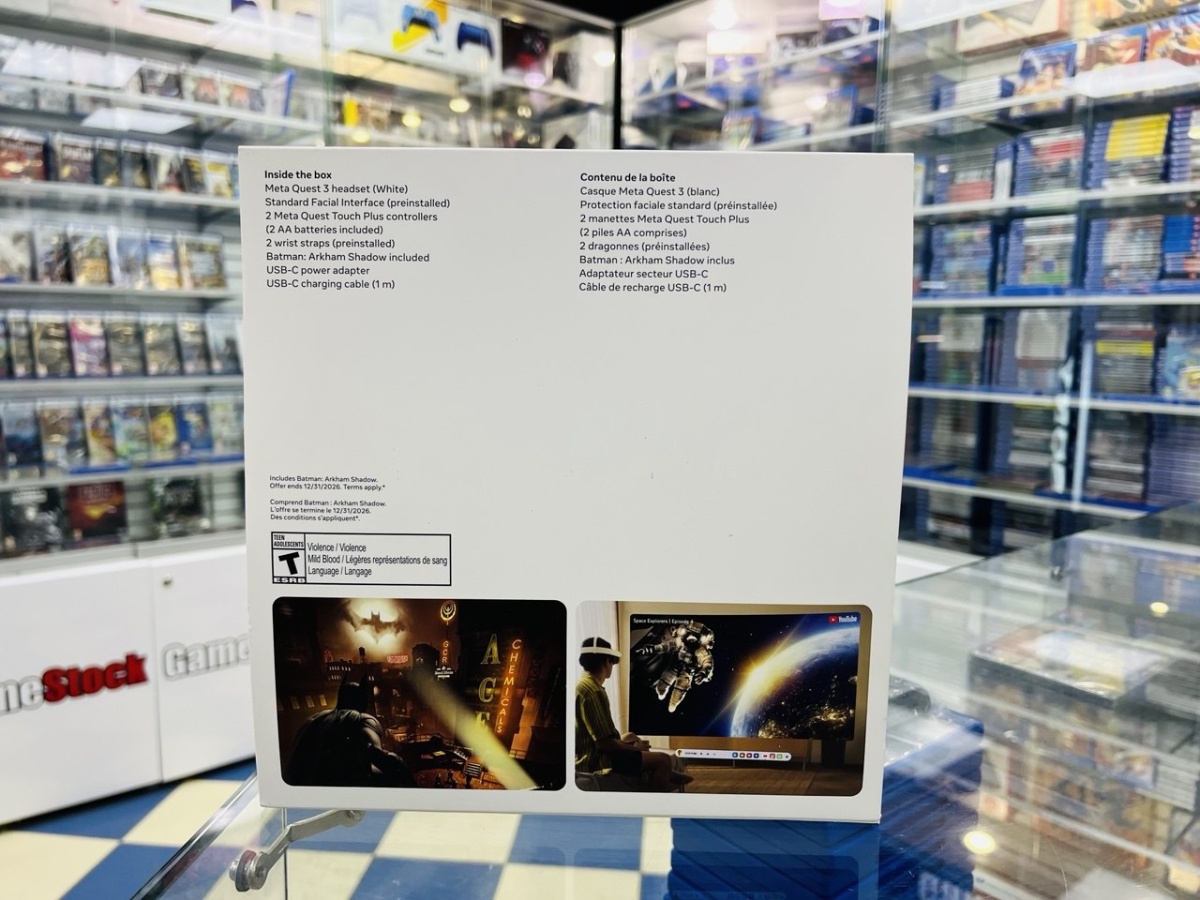 Inside the box
Meta Quest 3 headset (White)
Standard Facial Interface (preinstalled)
2 Meta Quest Touch Plus controllers
(2 AA batteries included)
2 wrist straps (preinstalled)
Batman: Arkham Shadow included
USB-C power adapter
USB-C charging cable (1 m)
Contenu de la boîte
Casque Meta Quest 3 (blanc)
Protection faciale standard (préinstallée)
2 manettes Meta Quest Touch Plus
(2 piles AA comprises)
2 dragonnes (préinstallées)
Batman : Arkham Shadow inclus
Adaptateur secteur USB-C
Câble de recharge USB-C (1 m)
Includes Batman: Arkham Shadow.
Offer ends 12/31/2026. Terms apply.*
Comprend Batman : Arkham Shadow.
L'offre se termine le 12/31/2026.
Des conditions s'appliquent*.
TEEN
ADOLESCENTS
T
ESRB
Violence / Violence
Mild Blood / Légères représentations de sang
Language / Langage
ACE
CHEMICALS
GCR
Space Explorers | Episode 4
YouTube
meStock
Game